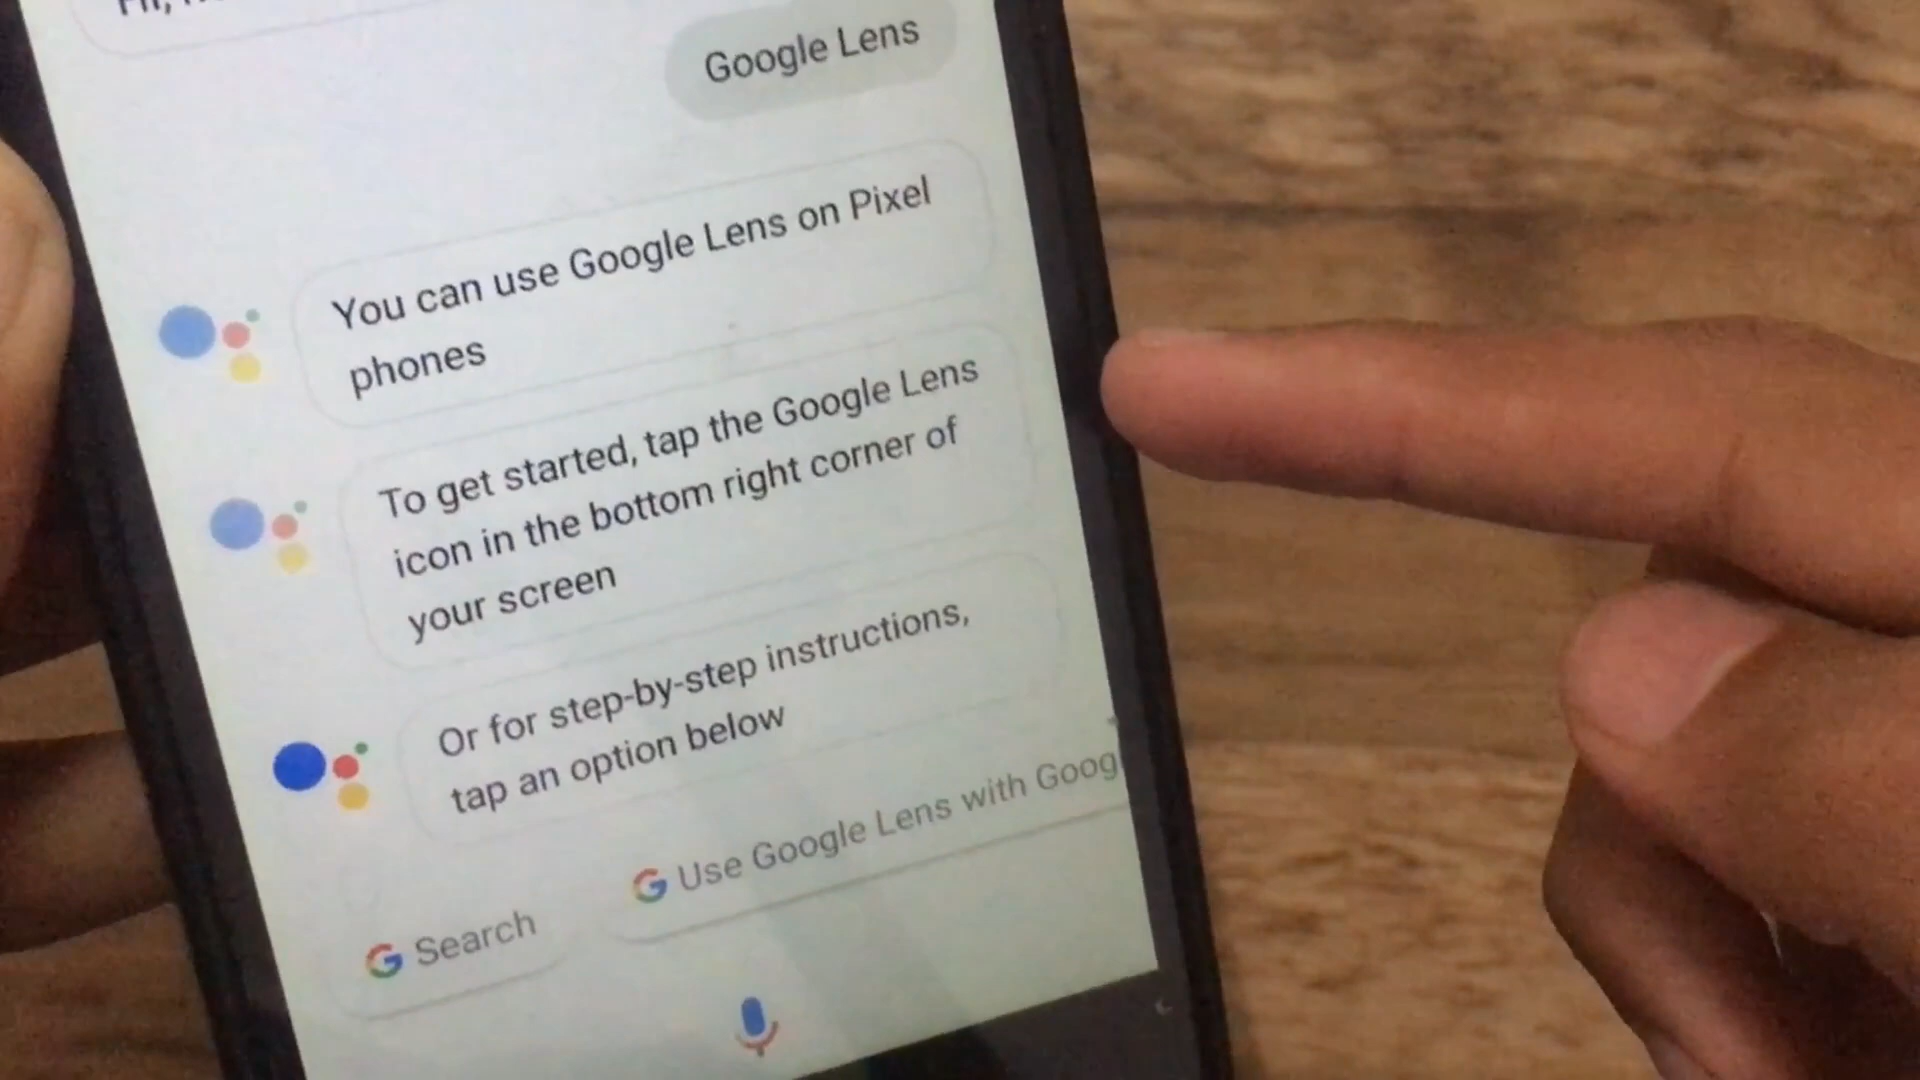 Hi,
Google Lens
You can use Google Lens on Pixel
phones
To get started, tap the Google Lens
icon in the bottom right corner of
your screen
Or for step-by-step instructions,
tap an option below
G Search
G Use Google Lens with Goog